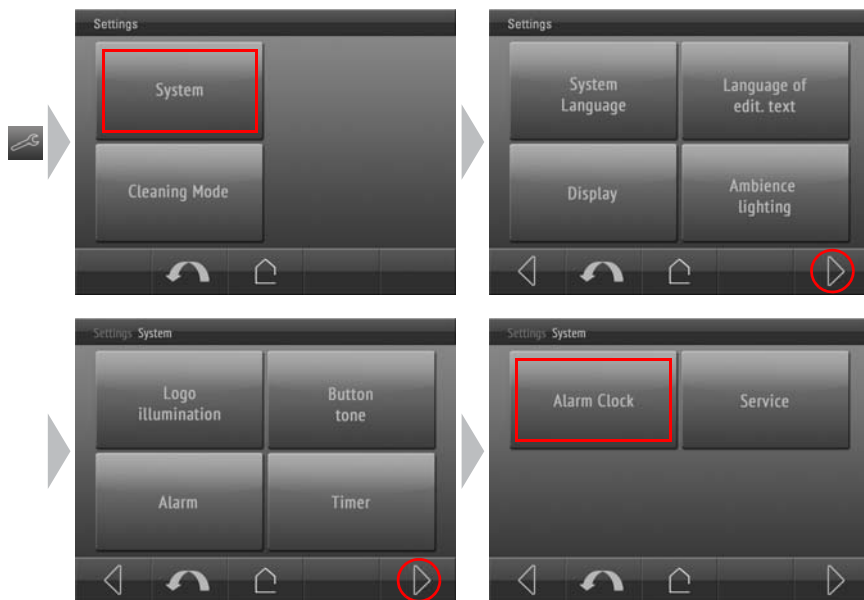 Settings
System
Cleaning Mode
Settings
System
Language
Language of
edit. text
Display
Ambience
lighting
Settings System
Logo
illumination
Button
tone
Alarm
Timer
Settings System
Alarm Clock
Service